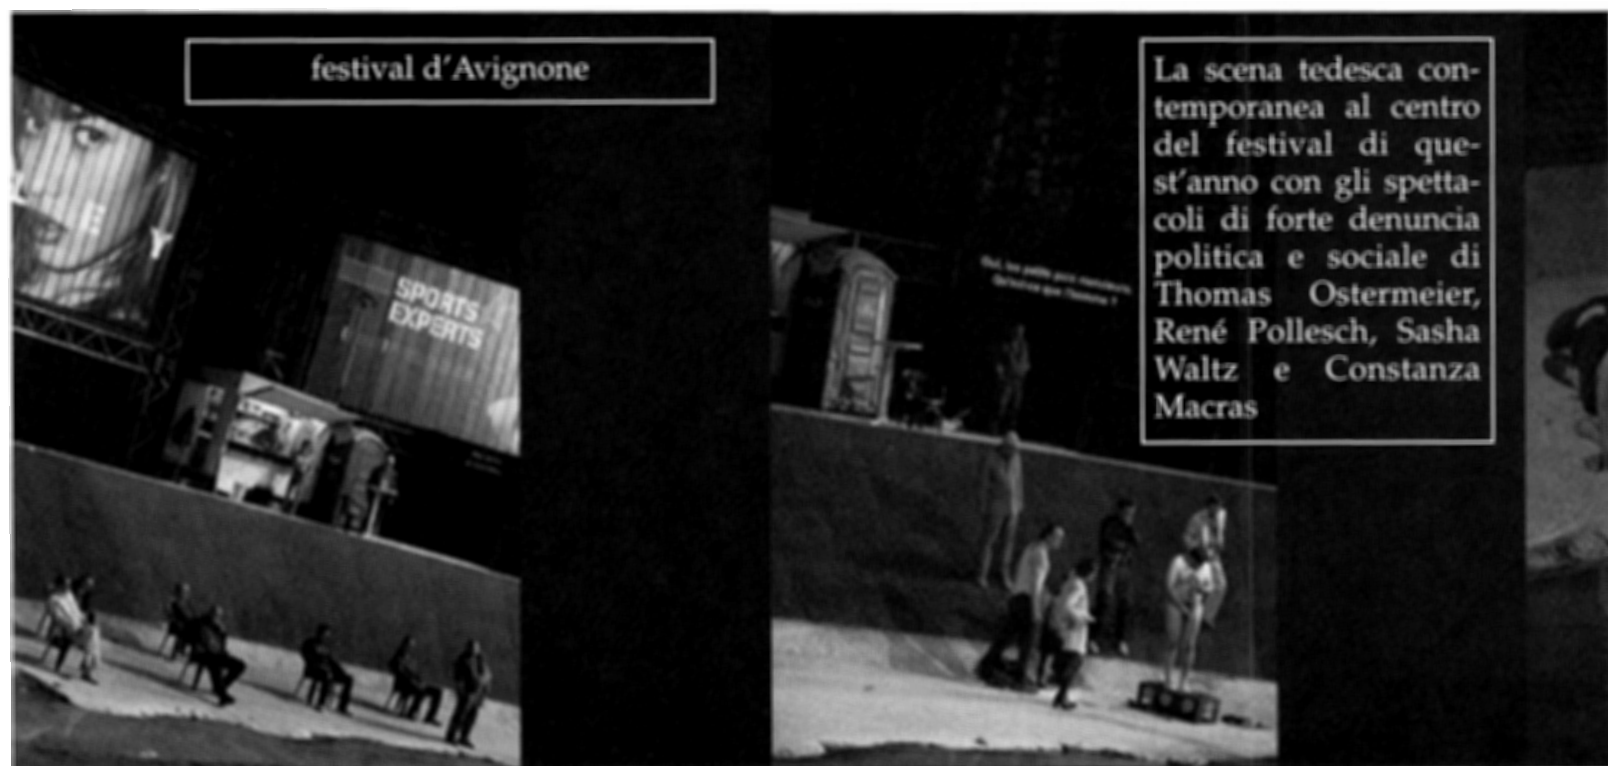 festival d'Avignone
La scena tedesca con-
temporanea al centro
del festival di que-
st'anno con gli spetta-
coli di forte denuncia
politica e sociale di
Thomas Ostermeier,
René Pollesch, Sasha
Waltz e Constanza
Macras
E Y
SPORTS
EXPERTS